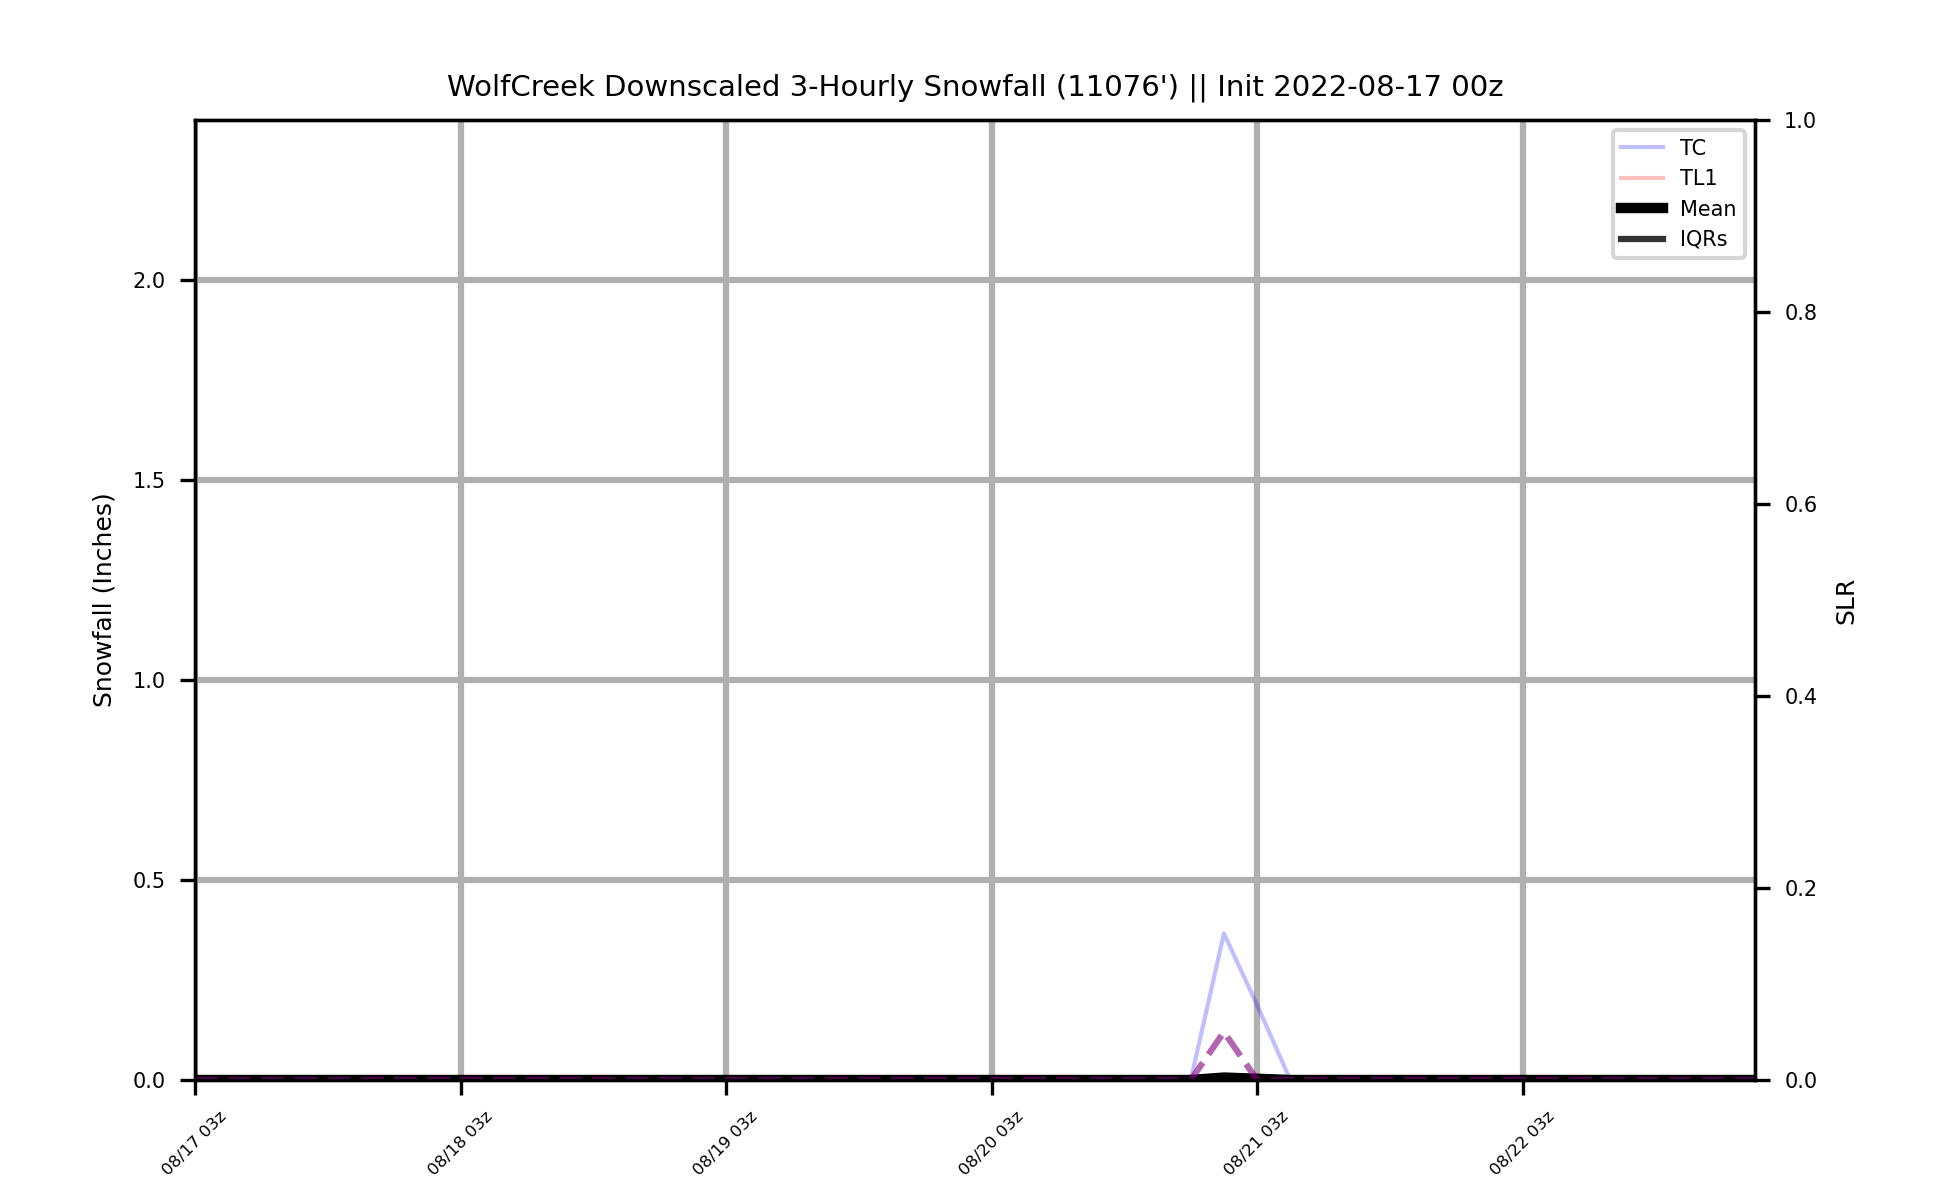 WolfCreek Downscaled 3-Hourly Snowfall (11076') || Init 2022-08-17 00z
TC
TL1
Mean
IQRs
Snowfall (Inches)
2.0
1.5
1.0
0.5
0.0
SLR
1.0
0.8
0.6
0.4
0.2
0.0
08/17 03z
08/18 03z
08/19 03z
08/20 03z
08/21 03z
08/22 03z